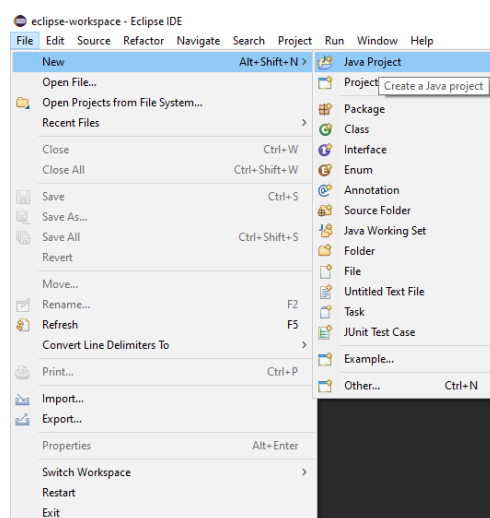 eclipse-workspace - Eclipse IDE
File Edit Source Refactor Navigate Search Project Run Window Help
New Alt+Shift+N >
Open File...
Open Projects from File System...
Recent Files >
Close Ctrl+W
Close All Ctrl+Shift+W
Save Ctrl+S
Save As...
Save All Ctrl+Shift+S
Revert
Move...
Rename... F2
Refresh F5
Convert Line Delimiters To >
Print... Ctrl+P
Import...
Export...
Properties Alt+Enter
Switch Workspace >
Restart
Exit
Java Project
Project
Create a Java project
Package
Class
Interface
Enum
Annotation
Source Folder
Java Working Set
Folder
File
Untitled Text File
Task
JUnit Test Case
Example...
Other... Ctrl+N